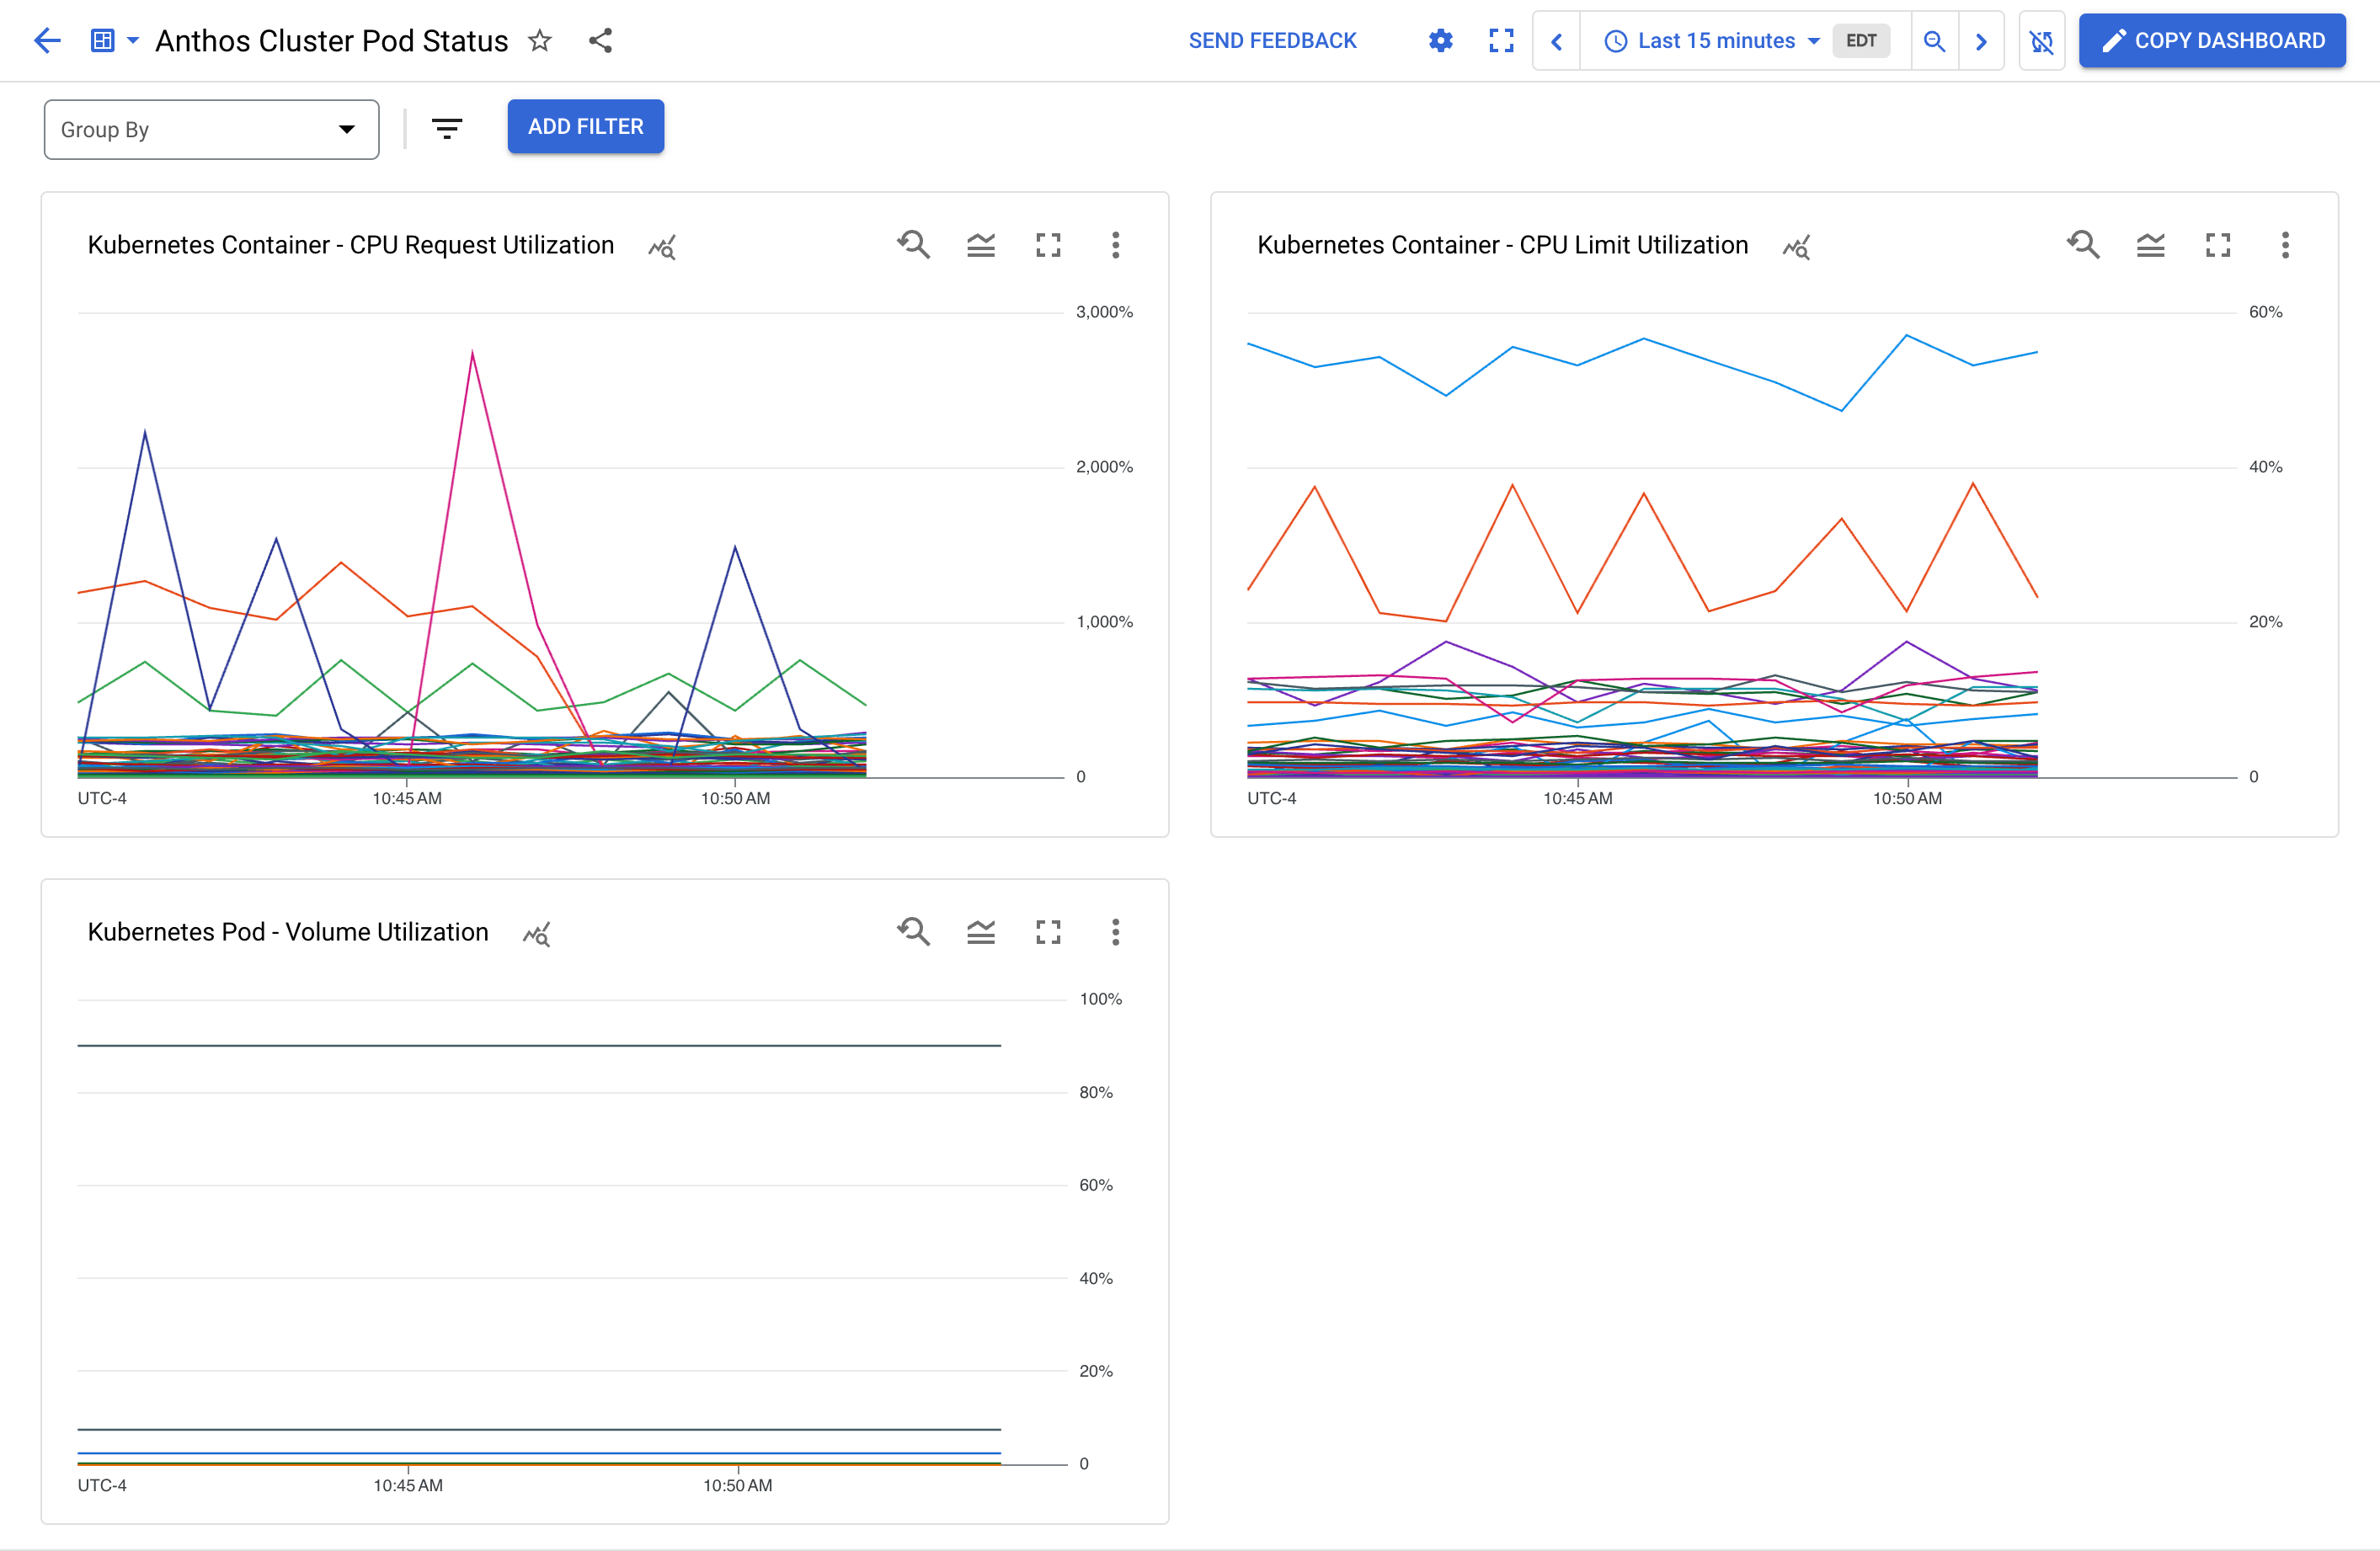 Anthos Cluster Pod Status
SEND FEEDBACK
Last 15 minutes
EDT
COPY DASHBOARD
Group By
ADD FILTER
Kubernetes Container - CPU Request Utilization
3,000%
2,000%
1,000%
0
UTC-4
10:45 AM
10:50 AM
Kubernetes Container - CPU Limit Utilization
60%
40%
20%
0
UTC-4
10:45 AM
10:50 AM
Kubernetes Pod - Volume Utilization
100%
80%
60%
40%
20%
0
UTC-4
10:45 AM
10:50 AM